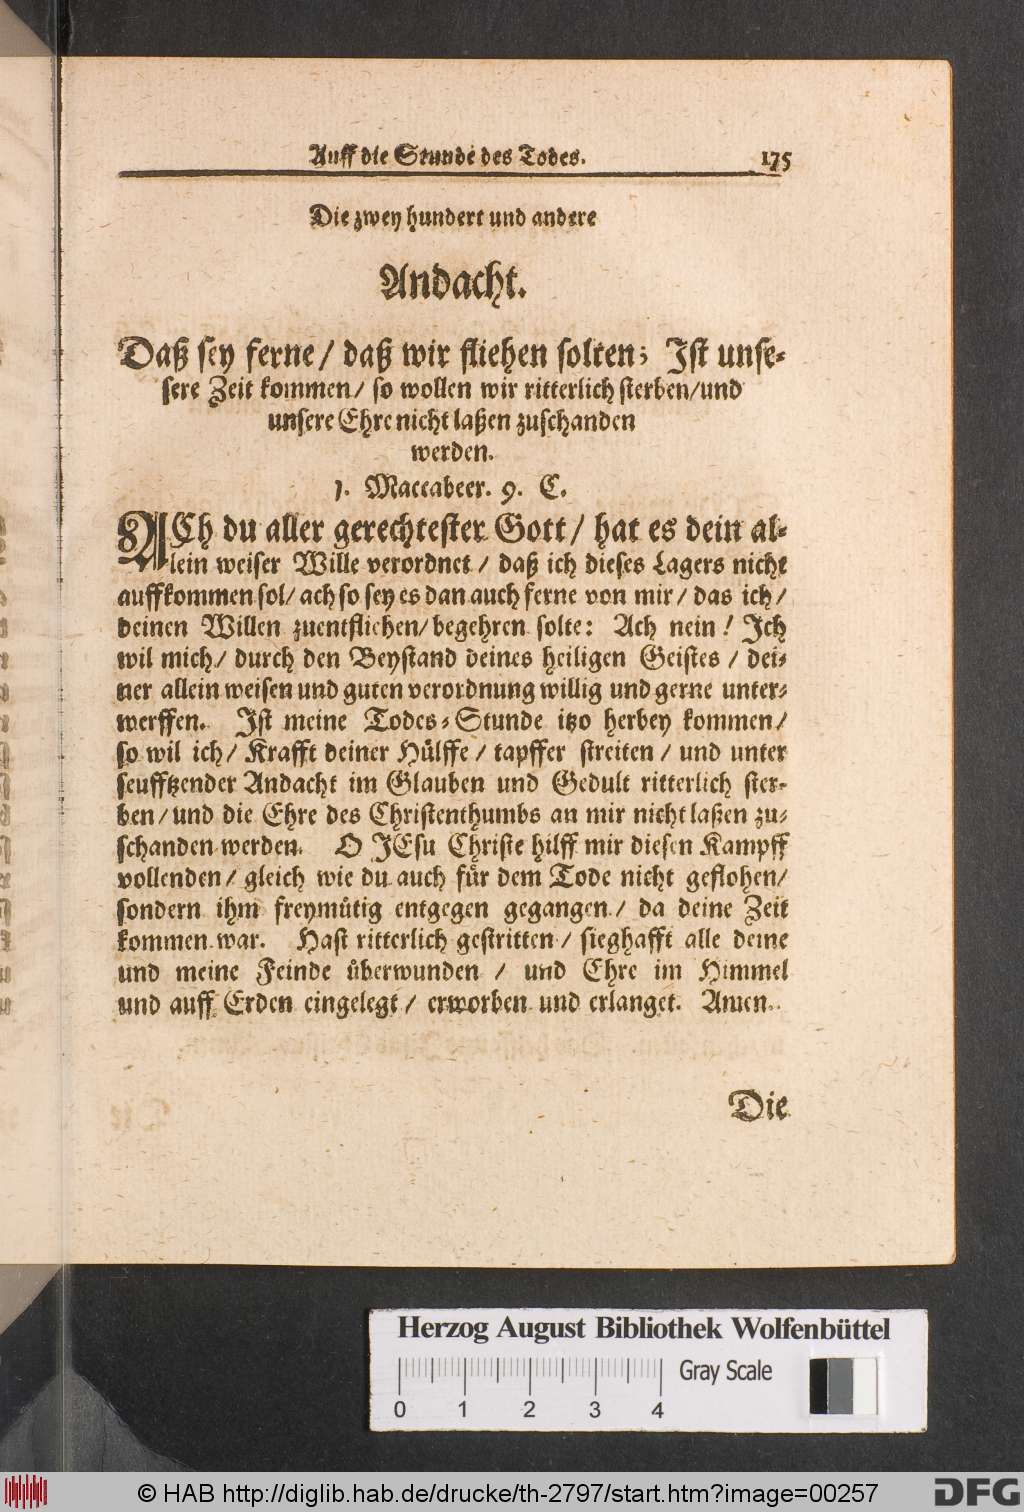 Auff die Stunde des Todes. 175
Die zwey hundert und andere
Andacht.
Daß sey ferne/ daß wir fliehen solten; Ist unse-
sere Zeit kommen/ so wollen wir ritterlich sterben/und
unsere Ehre nicht laßen zuschanden
werden.
1. Maccabeer. 9. C.
ACh du aller gerechtester Gott/ hat es dein al-
lein weiser Wille verordnet / daß ich dieses Lagers nicht
auffkommen sol/ ach so sey es dan auch ferne von mir/ das ich/
deinen Willen zuentfliehen/ begehren solte: Ach nein! Ich
wil mich/ durch den Beystand deines heiligen Geistes / dei-
ner allein weisen und guten verordnung willig und gerne unter-
werffen. Ist meine Todes-Stunde itzo herbey kommen/
so wil ich/ Krafft deiner Hülffe/ tapffer streiten/ und unter
seufftzender Andacht im Glauben und Gedult ritterlich ster-
ben/ und die Ehre des Christenthumbs an mir nicht laßen zu-
schanden werden. O JEsu Christe hilff mir diesen Kampff
vollenden/ gleich wie du auch für dem Tode nicht geflohen/
sondern ihm freymütig entgegen gegangen/ da deine Zeit
kommen war. Hast ritterlich gestritten/ sieghafft alle deine
und meine Feinde überwunden / und Ehre im Himmel
und auff Erden eingelegt/ erworben und erlanget. Amen.
Die
Herzog August Bibliothek Wolfenbüttel
Gray Scale
0 1 2 3 4
© HAB http://diglib.hab.de/drucke/th-2797/start.htm?image=00257
DFG